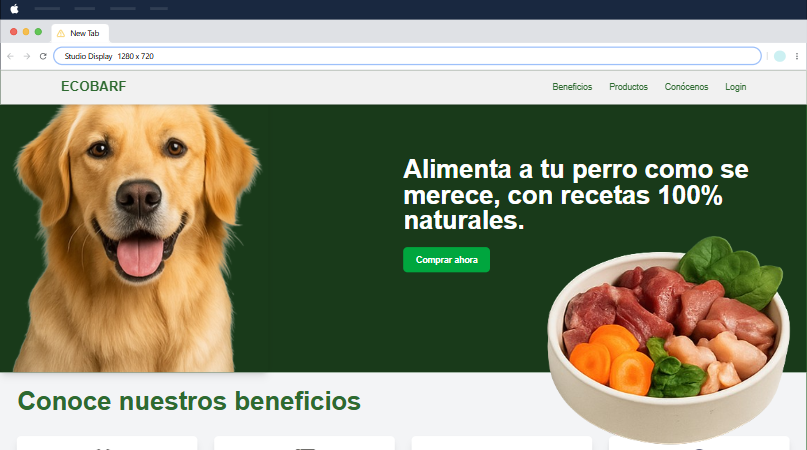 New Tab
Studio Display 1280 x 720
ECOBARF
Beneficios Productos Conócenos Login
Alimenta a tu perro como se
merece, con recetas 100%
naturales.
Comprar ahora
Conoce nuestros beneficios